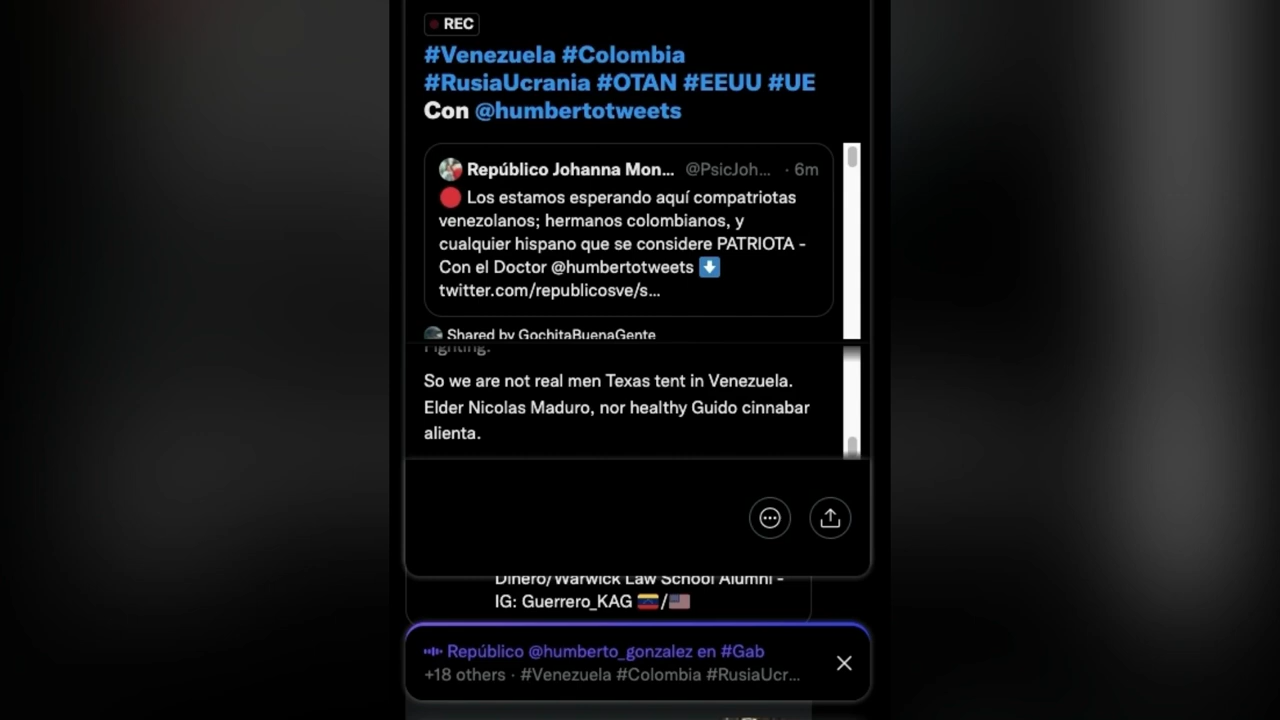 REC
#Venezuela #Colombia
#RusiaUcrania #OTAN #EEUU #UE
Con @humbertotweets
Repúblico Johanna Mon... @PsicJoh... · 6m
🔴 Los estamos esperando aquí compatriotas
venezolanos; hermanos colombianos, y
cualquier hispano que se considere PATRIOTA -
Con el Doctor @humbertotweets ⬇️
twitter.com/republicosve/s...
Shared by GochitaBuenaGente
Fighting.
So we are not real men Texas tent in Venezuela.
Elder Nicolas Maduro, nor healthy Guido cinnabar
alienta.
Dinero/Warwick Law School Alumni -
IG: Guerrero_KAG 🇻🇪/🇺🇸
Repúblico @humberto_gonzalez en #Gab
+18 others · #Venezuela #Colombia #RusiaUcr...